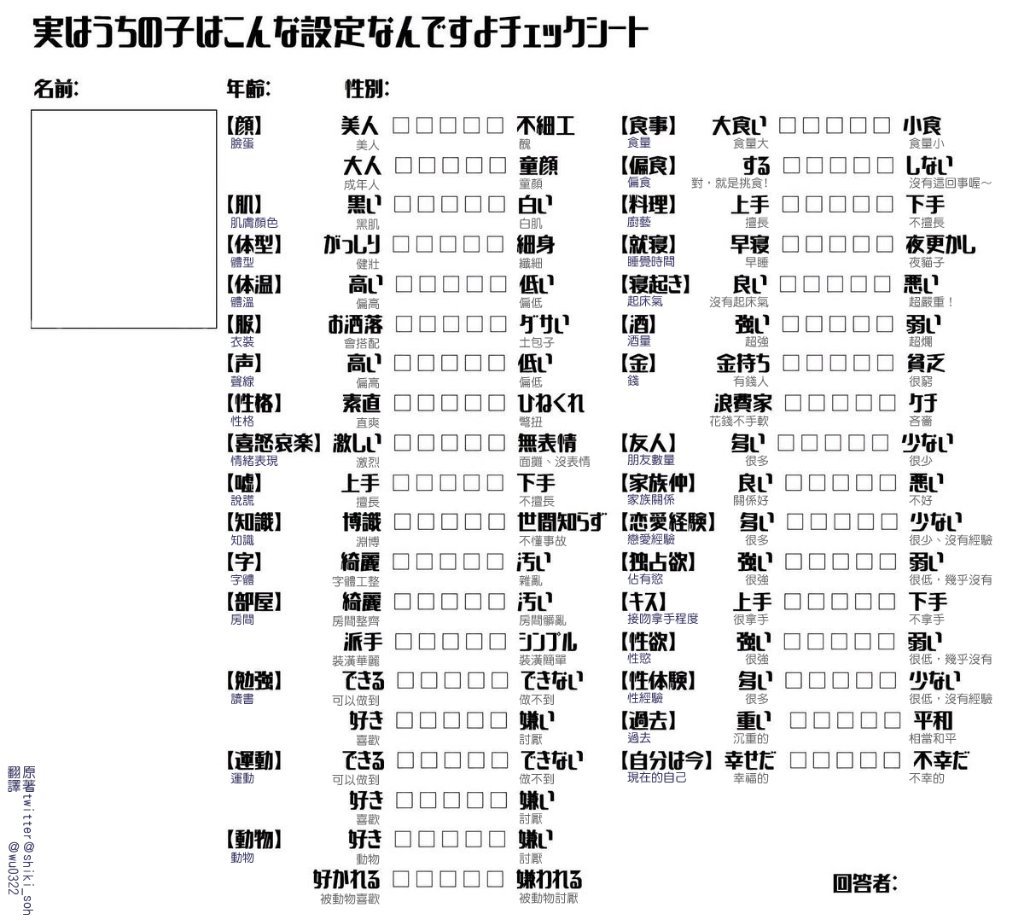 実はうちの子はこんな設定なんですよチェックシート
名前:
年齢:
性別:
【顔】 美人 □□□□□ 不細工
臉蛋 美人 醜
大人 □□□□□ 童顔
成年人 童顏
【肌】 黒い □□□□□ 白い
肌膚顏色 黑肌 白肌
【体型】 がっしり □□□□□ 細身
體型 健壯 纖細
【体温】 高い □□□□□ 低い
體溫 偏高 偏低
【服】 お洒落 □□□□□ ダサい
衣裝 會搭配 土包子
【声】 高い □□□□□ 低い
聲線 偏高 偏低
【性格】 素直 □□□□□ ひねくれ
性格 直爽 彆扭
【喜怒哀楽】 激しい □□□□□ 無表情
情緒表現 激烈 面攤、沒表情
【嘘】 上手 □□□□□ 下手
說謊 擅長 不擅長
【知識】 博識 □□□□□ 世間知らず
知識 淵博 不懂事故
【字】 綺麗 □□□□□ 汚い
字體 字體工整 雜亂
【部屋】 綺麗 □□□□□ 汚い
房間 房間整齊 房間髒亂
派手 □□□□□ シンプル
裝潢華麗 裝潢簡單
【勉強】 できる □□□□□ できない
讀書 可以做到 做不到
好き □□□□□ 嫌い
喜歡 討厭
【運動】 できる □□□□□ できない
運動 可以做到 做不到
好き □□□□□ 嫌い
喜歡 討厭
【動物】 好き □□□□□ 嫌い
動物 動物 討厭
好かれる □□□□□ 嫌われる
被動物喜歡 被動物討厭
【食事】 大食い □□□□□ 小食
食量 食量大 食量小
【偏食】 する □□□□□ しない
偏食 對，就是挑食! 沒有這回事喔～
【料理】 上手 □□□□□ 下手
廚藝 擅長 不擅長
【就寝】 早寝 □□□□□ 夜更かし
睡覺時間 早睡 夜貓子
【寝起き】 良い □□□□□ 悪い
起床氣 沒有起床氣 超嚴重！
【酒】 強い □□□□□ 弱い
酒量 超強 超爛
【金】 金持ち □□□□□ 貧乏
錢 有錢人 很窮
浪費家 □□□□□ ケチ
花錢不手軟 吝嗇
【友人】 多い □□□□□ 少ない
朋友數量 很多 很少
【家族仲】 良い □□□□□ 悪い
家族關係 關係好 不好
【恋愛経験】 多い □□□□□ 少ない
戀愛經驗 很多 很少、沒有經驗
【独占欲】 強い □□□□□ 弱い
佔有慾 很強 很低，幾乎沒有
【キス】 上手 □□□□□ 下手
接吻拿手程度 很拿手 不拿手
【性欲】 強い □□□□□ 弱い
性慾 很強 很低，幾乎沒有
【性体験】 多い □□□□□ 少ない
性經驗 很多 很低，沒有經驗
【過去】 重い □□□□□ 平和
過去 沉重的 相當和平
【自分は今】 幸せだ □□□□□ 不幸だ
現在的自己 幸福的 不幸的
回答者:
原著twitter@shiki_soh
翻譯 @wu0322